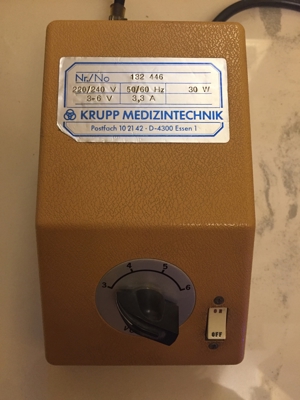 Nr./No 132 446
220/240 V 50/60 Hz 30 W
3-6 V 3,3 A
KRUPP MEDIZINTECHNIK
Postfach 10 21 42 · D-4300 Essen 1
3 4 5 6
OFF